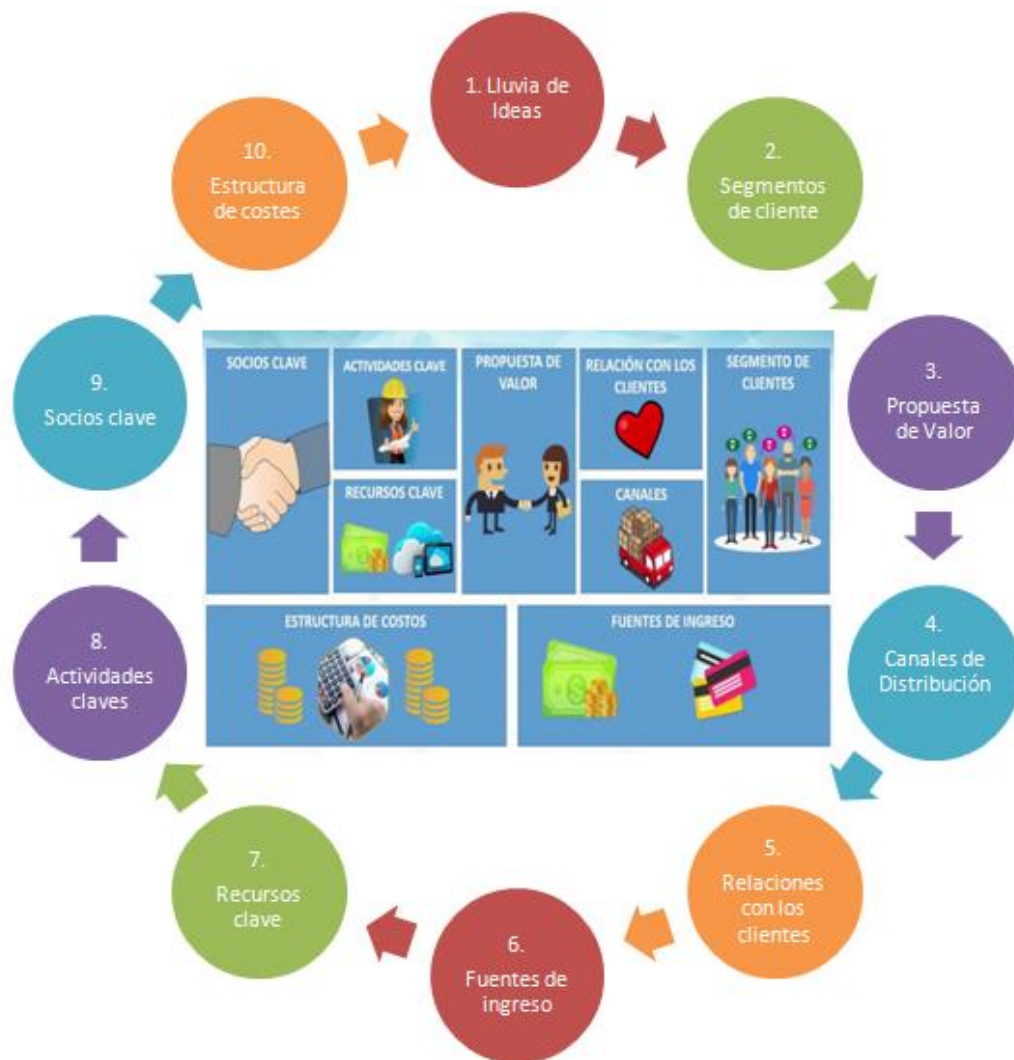 1. Lluvia de
Ideas
2.
Segmentos
de cliente
3.
Propuesta
de Valor
4.
Canales de
Distribución
5.
Relaciones
con los
clientes
6.
Fuentes de
ingreso
7.
Recursos
clave
8.
Actividades
claves
9.
Socios clave
10.
Estructura
de costes
SOCIOS CLAVE
ACTIVIDADES CLAVE
RECURSOS CLAVE
PROPUESTA DE
VALOR
RELACIÓN CON LOS
CLIENTES
CANALES
SEGMENTO DE
CLIENTES
ESTRUCTURA DE COSTOS
FUENTES DE INGRESO